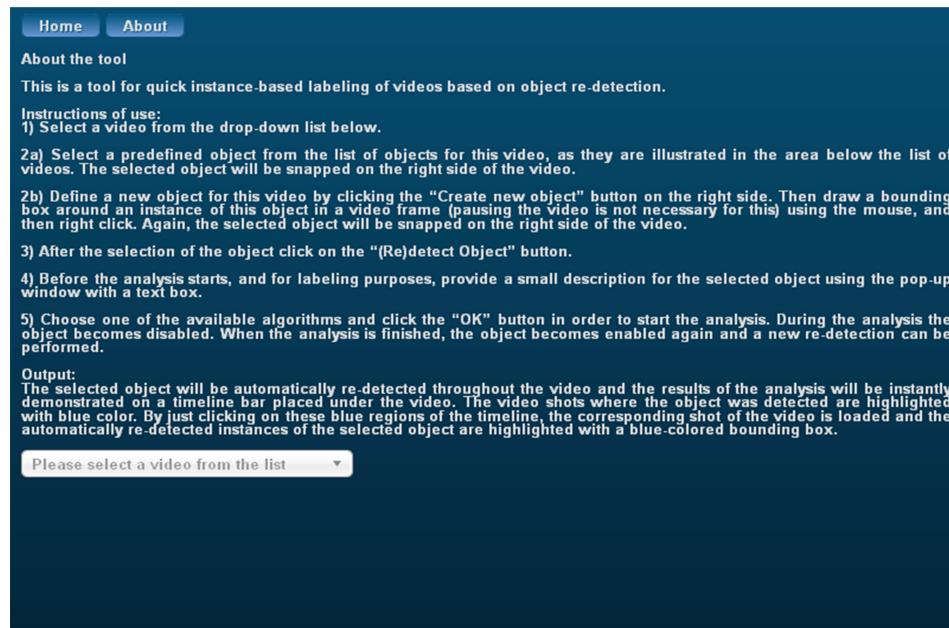 Home About
About the tool
This is a tool for quick instance-based labeling of videos based on object re-detection.
Instructions of use:
1) Select a video from the drop-down list below.
2a) Select a predefined object from the list of objects for this video, as they are illustrated in the area below the list of
videos. The selected object will be snapped on the right side of the video.
2b) Define a new object for this video by clicking the “Create new object” button on the right side. Then draw a bounding
box around an instance of this object in a video frame (pausing the video is not necessary for this) using the mouse, and
then right click. Again, the selected object will be snapped on the right side of the video.
3) After the selection of the object click on the “(Re)detect Object” button.
4) Before the analysis starts, and for labeling purposes, provide a small description for the selected object using the pop-up
window with a text box.
5) Choose one of the available algorithms and click the “OK” button in order to start the analysis. During the analysis the
object becomes disabled. When the analysis is finished, the object becomes enabled again and a new re-detection can be
performed.
Output:
The selected object will be automatically re-detected throughout the video and the results of the analysis will be instantly
demonstrated on a timeline bar placed under the video. The video shots where the object was detected are highlighted
with blue color. By just clicking on these blue regions of the timeline, the corresponding shot of the video is loaded and the
automatically re-detected instances of the selected object are highlighted with a blue-colored bounding box.
Please select a video from the list